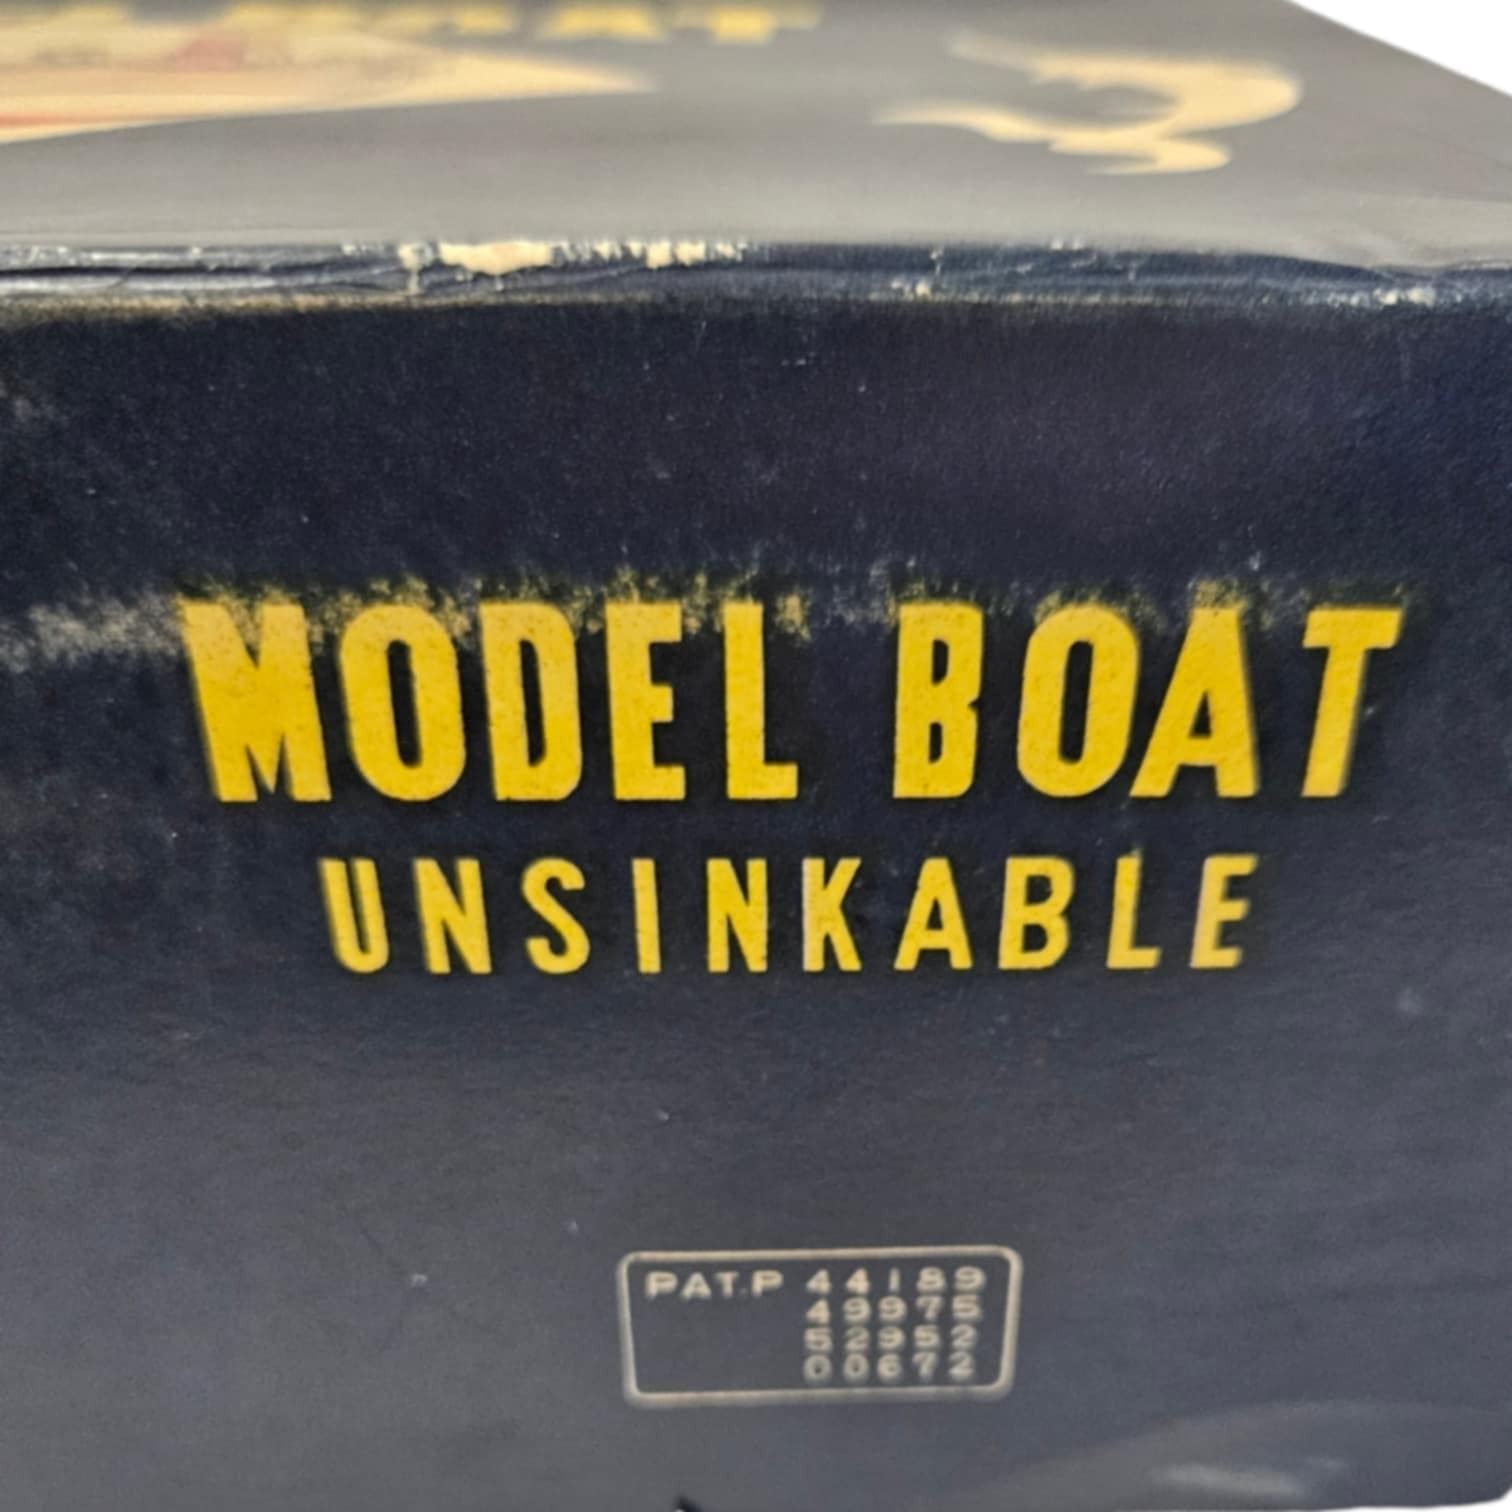 MODEL BOAT
UNSINKABLE
PAT.P 44189
49975
52952
00672